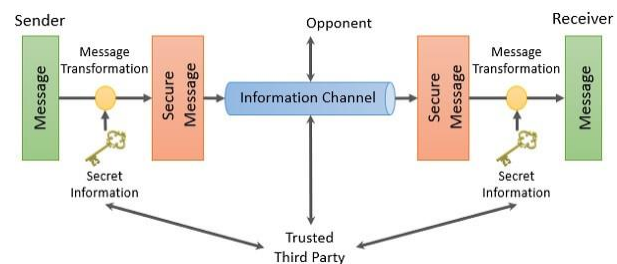 Sender
Opponent
Receiver
Message
Transformation
Message
Transformation
Message
Secure
Message
Information Channel
Secure
Message
Message
Secret
Information
Secret
Information
Trusted
Third Party